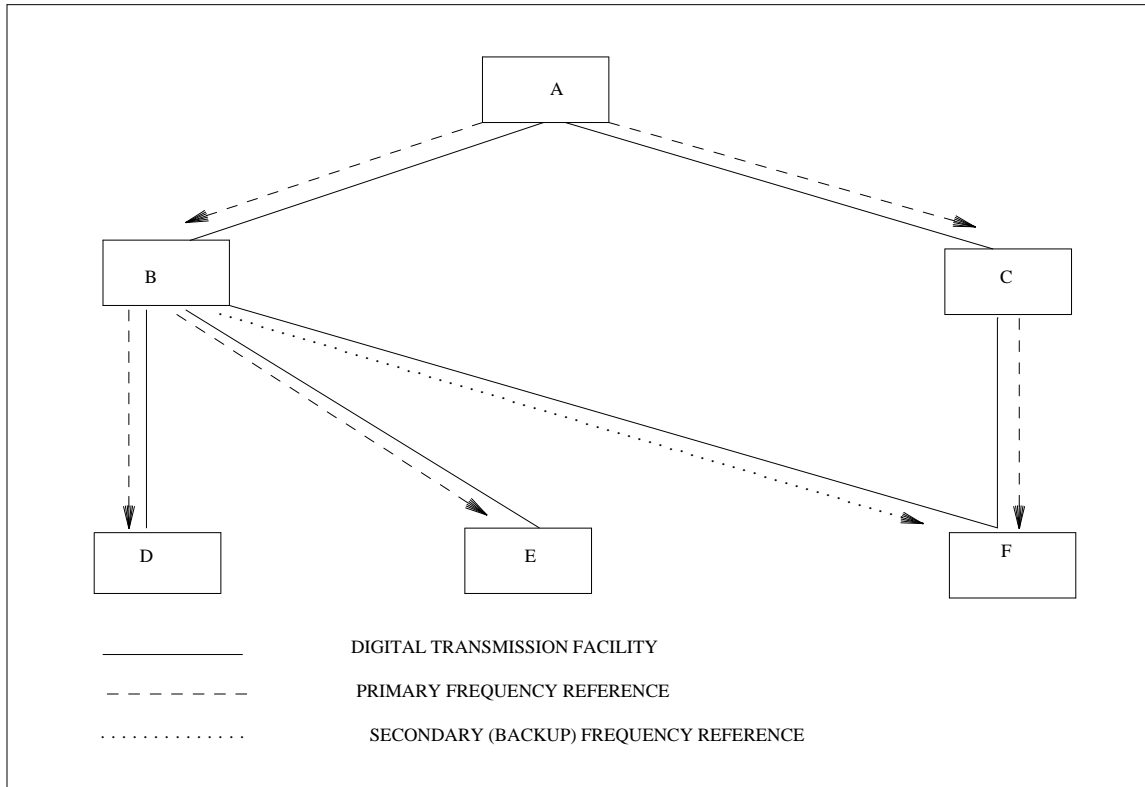 A
B
C
D
E
F
DIGITAL TRANSMISSION FACILITY
PRIMARY FREQUENCY REFERENCE
SECONDARY (BACKUP) FREQUENCY REFERENCE